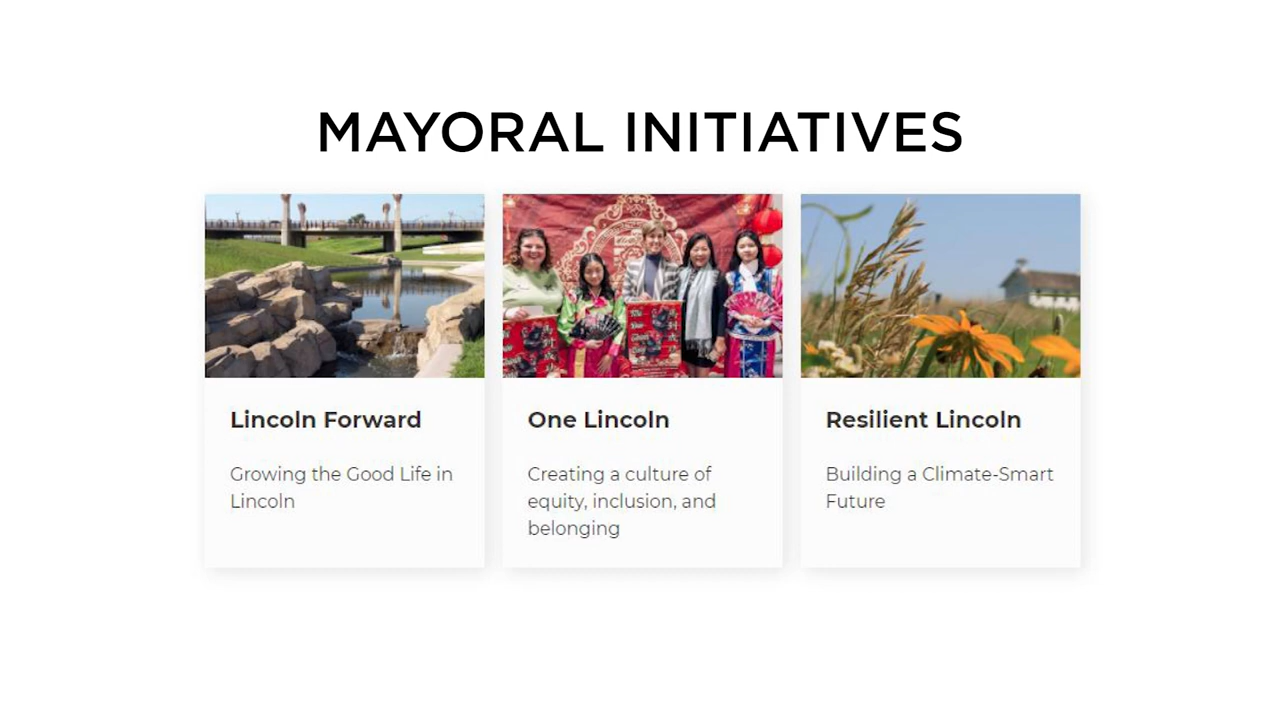 MAYORAL INITIATIVES
Lincoln Forward
Growing the Good Life in
Lincoln
One Lincoln
Creating a culture of
equity, inclusion, and
belonging
Resilient Lincoln
Building a Climate-Smart
Future